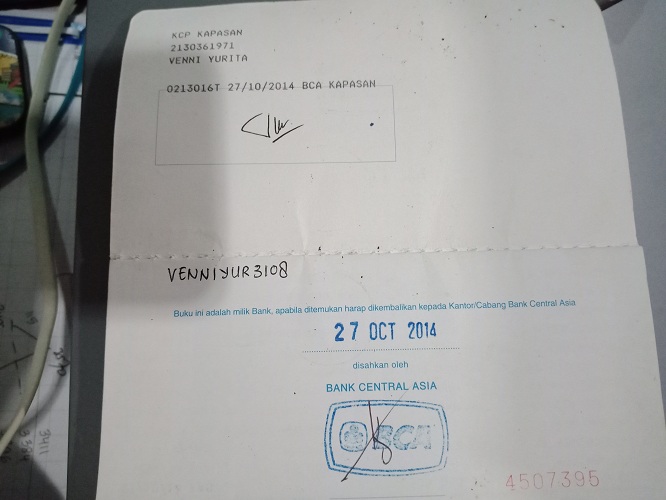 KCP KAPASAN
2130361971
VENNI YURITA
0213016T 27/10/2014 BCA KAPASAN
VENNIYUR3108
Buku ini adalah milik Bank, apabila ditemukan harap dikembalikan kepada Kantor/Cabang Bank Central Asia
27 OCT 2014
disahkan oleh
BANK CENTRAL ASIA
BCA
4507395